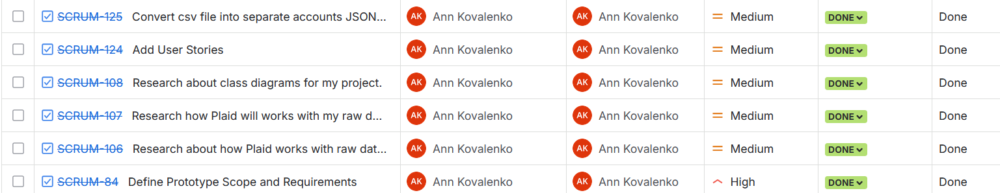 SCRUM-125 Convert csv file into separate accounts JSON... AK Ann Kovalenko AK Ann Kovalenko Medium DONE Done
SCRUM-124 Add User Stories AK Ann Kovalenko AK Ann Kovalenko Medium DONE Done
SCRUM-108 Research about class diagrams for my project. AK Ann Kovalenko AK Ann Kovalenko Medium DONE Done
SCRUM-107 Research how Plaid will works with my raw d... AK Ann Kovalenko AK Ann Kovalenko Medium DONE Done
SCRUM-106 Research about how Plaid works with raw dat... AK Ann Kovalenko AK Ann Kovalenko Medium DONE Done
SCRUM-84 Define Prototype Scope and Requirements AK Ann Kovalenko AK Ann Kovalenko High DONE Done